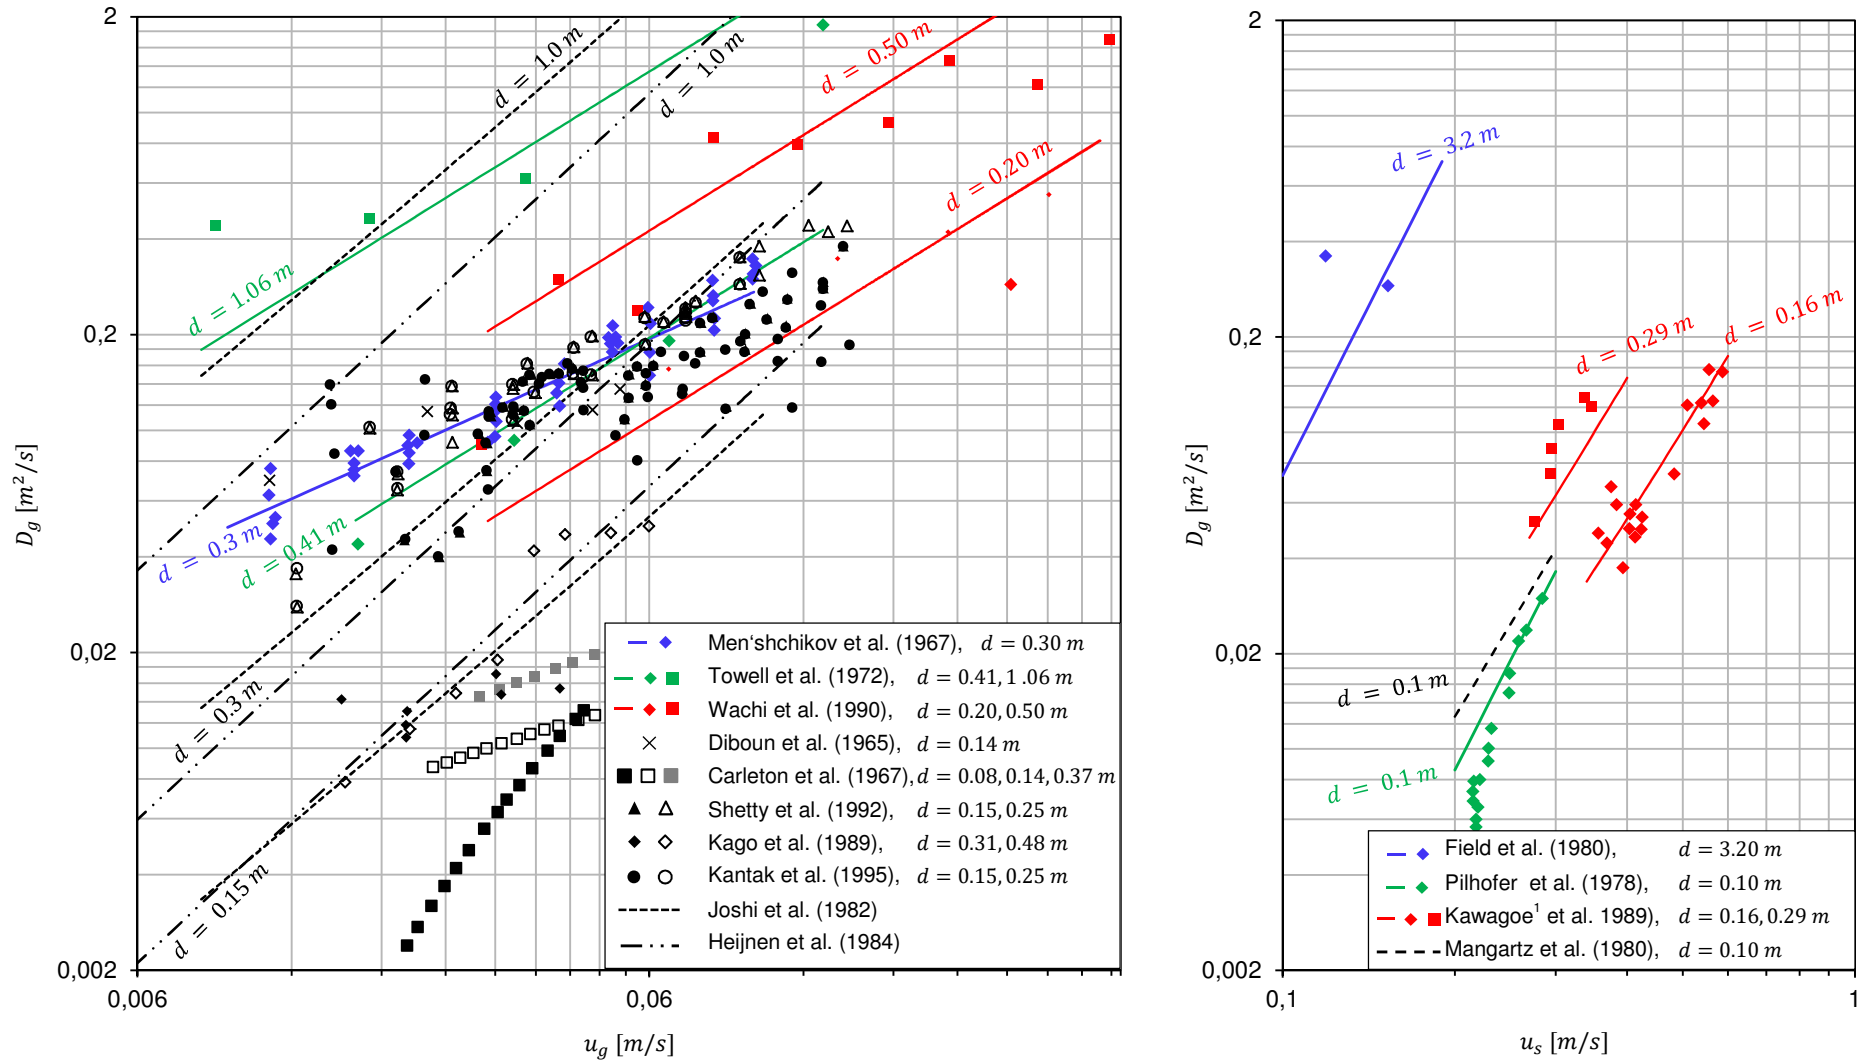 2
0,2
0,02
0,002
0,006
0,06
D_g [m²/s]
u_g [m/s]
d = 1.0 m
d = 1.0 m
d = 0.50 m
d = 0.20 m
d = 1.06 m
d = 0.3 m
d = 0.41 m
d = 0.3 m
d = 0.15 m
Men‘shchikov et al. (1967), d = 0.30 m
Towell et al. (1972), d = 0.41, 1.06 m
Wachi et al. (1990), d = 0.20, 0.50 m
Diboun et al. (1965), d = 0.14 m
Carleton et al. (1967), d = 0.08, 0.14, 0.37 m
Shetty et al. (1992), d = 0.15, 0.25 m
Kago et al. (1989), d = 0.31, 0.48 m
Kantak et al. (1995), d = 0.15, 0.25 m
Joshi et al. (1982)
Heijnen et al. (1984)
2
0,2
0,02
0,002
0,1
1
D_g [m²/s]
u_s [m/s]
d = 3.2 m
d = 0.29 m
d = 0.16 m
d = 0.1 m
d = 0.1 m
Field et al. (1980), d = 3.20 m
Pilhofer et al. (1978), d = 0.10 m
Kawagoe¹ et al. 1989), d = 0.16, 0.29 m
Mangartz et al. (1980), d = 0.10 m